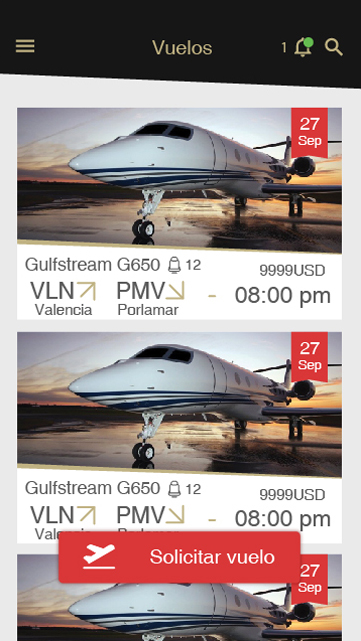 Vuelos
1
27
Sep
Gulfstream G650 12
9999USD
VLN PMV - 08:00 pm
Valencia Porlamar
27
Sep
Gulfstream G650 12
9999USD
VLN PMV - 08:00 pm
Solicitar vuelo
27
Sep